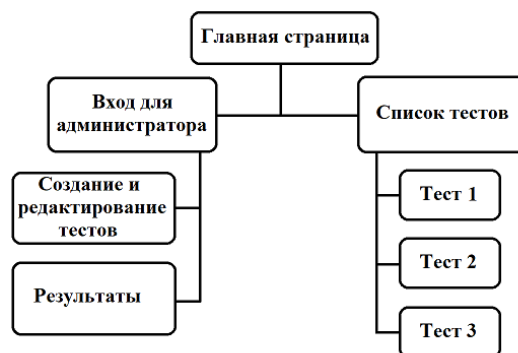 Главная страница
Вход для
администратора
Создание и
редактирование
тестов
Результаты
Список тестов
Тест 1
Тест 2
Тест 3